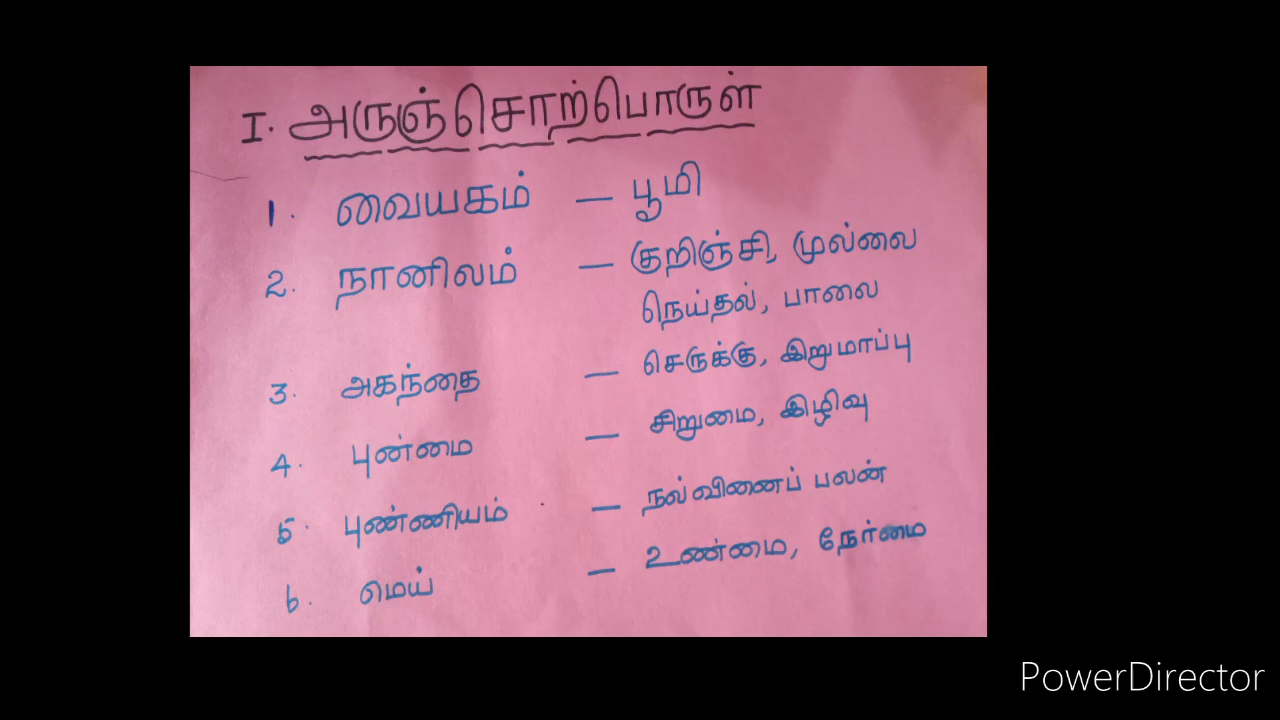 I. அருஞ்சொற்பொருள்
1. வையகம் — பூமி
2. நானிலம் — குறிஞ்சி, முல்லை
நெய்தல், பாலை
3. அகந்தை — செருக்கு, இறுமாப்பு
4. புன்மை — சிறுமை, இழிவு
5. புண்ணியம் — நல்வினைப் பலன்
6. மெய் — உண்மை, நேர்மை
PowerDirector